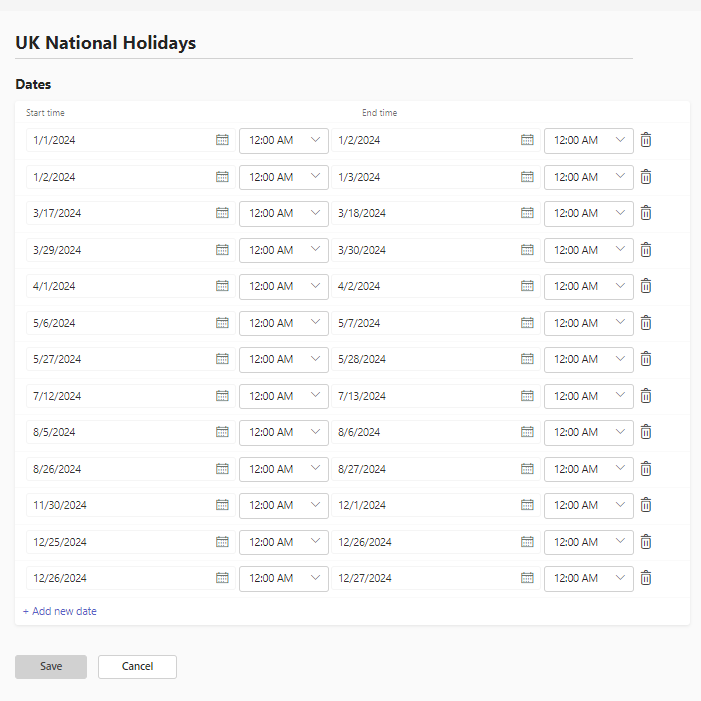 UK National Holidays
Dates
Start time End time
1/1/2024 12:00 AM 1/2/2024 12:00 AM
1/2/2024 12:00 AM 1/3/2024 12:00 AM
3/17/2024 12:00 AM 3/18/2024 12:00 AM
3/29/2024 12:00 AM 3/30/2024 12:00 AM
4/1/2024 12:00 AM 4/2/2024 12:00 AM
5/6/2024 12:00 AM 5/7/2024 12:00 AM
5/27/2024 12:00 AM 5/28/2024 12:00 AM
7/12/2024 12:00 AM 7/13/2024 12:00 AM
8/5/2024 12:00 AM 8/6/2024 12:00 AM
8/26/2024 12:00 AM 8/27/2024 12:00 AM
11/30/2024 12:00 AM 12/1/2024 12:00 AM
12/25/2024 12:00 AM 12/26/2024 12:00 AM
12/26/2024 12:00 AM 12/27/2024 12:00 AM
+ Add new date
Save Cancel